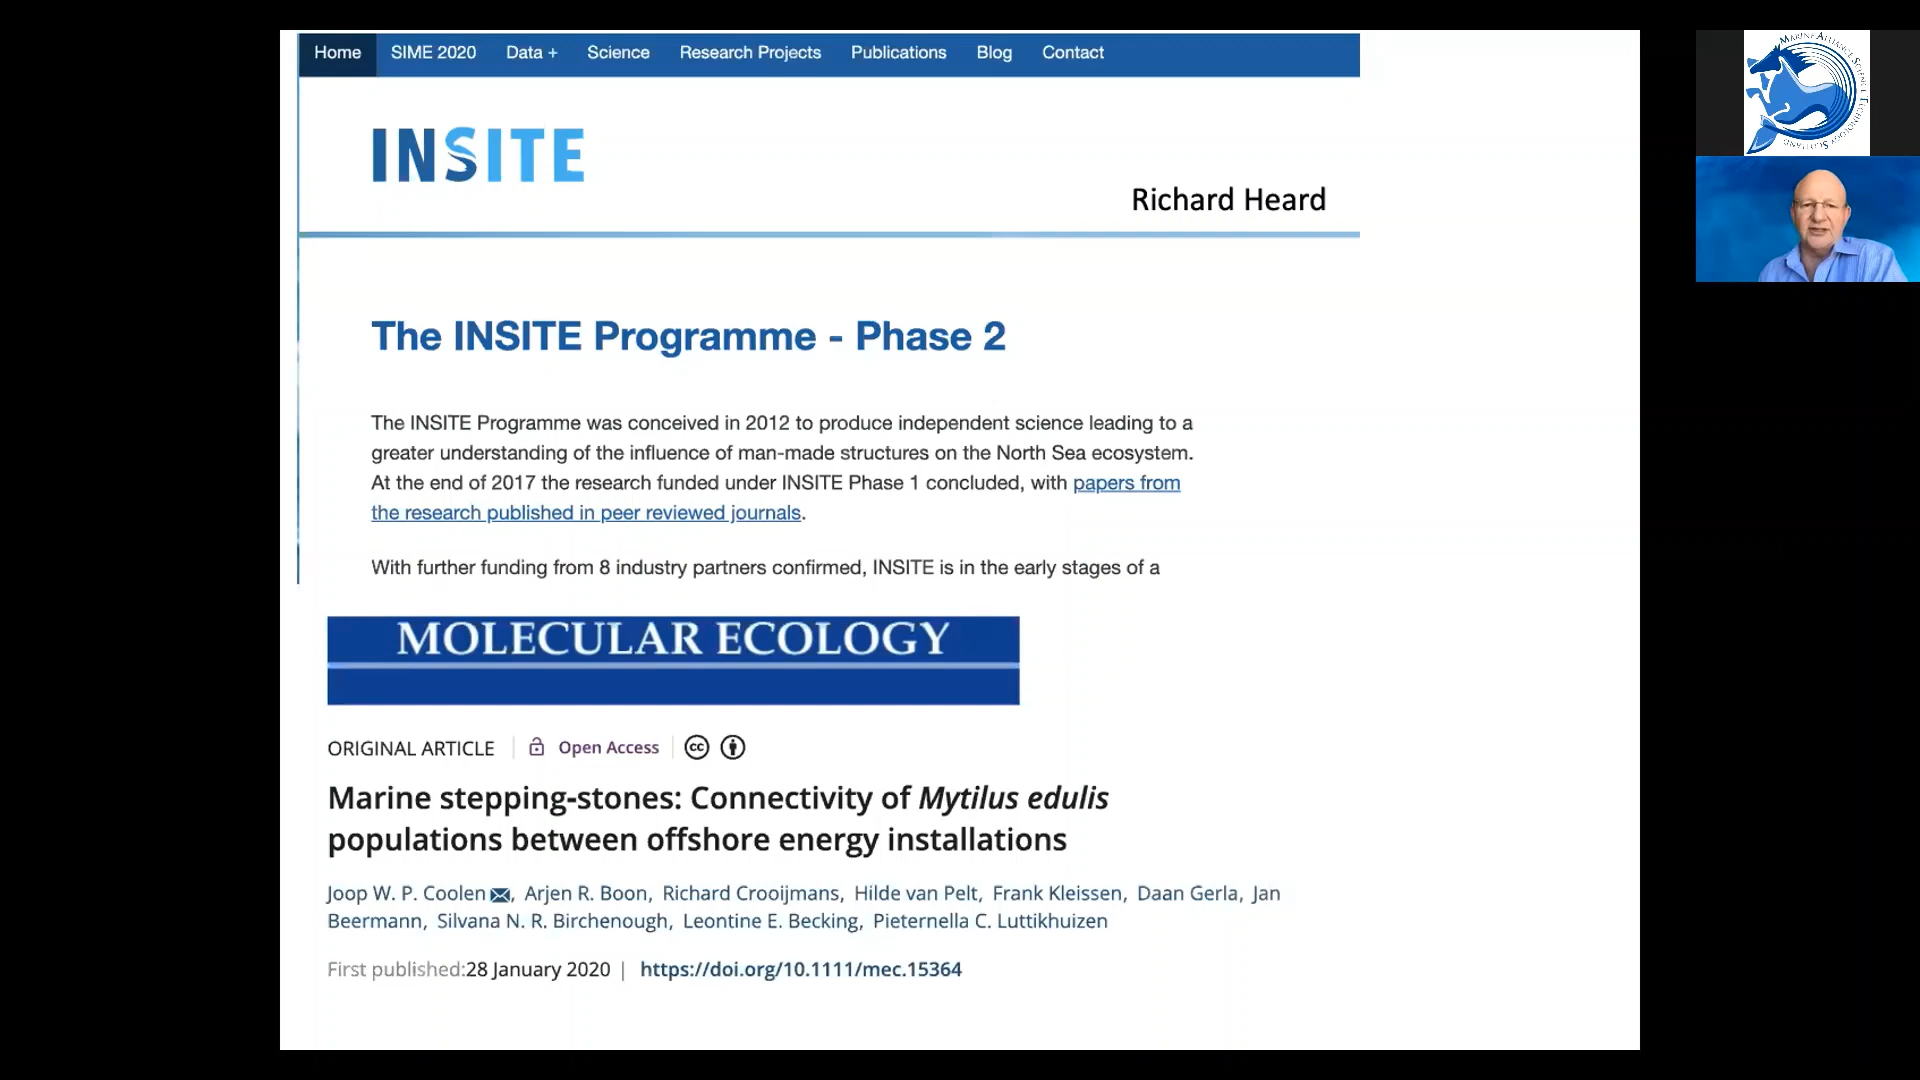 Home SIME 2020 Data + Science Research Projects Publications Blog Contact
INSITE
Richard Heard
The INSITE Programme - Phase 2
The INSITE Programme was conceived in 2012 to produce independent science leading to a
greater understanding of the influence of man-made structures on the North Sea ecosystem.
At the end of 2017 the research funded under INSITE Phase 1 concluded, with papers from
the research published in peer reviewed journals.
With further funding from 8 industry partners confirmed, INSITE is in the early stages of a
MOLECULAR ECOLOGY
ORIGINAL ARTICLE | Open Access | cc
Marine stepping-stones: Connectivity of Mytilus edulis
populations between offshore energy installations
Joop W. P. Coolen, Arjen R. Boon, Richard Crooijmans, Hilde van Pelt, Frank Kleissen, Daan Gerla, Jan
Beermann, Silvana N. R. Birchenough, Leontine E. Becking, Pieternella C. Luttikhuizen
First published:28 January 2020 | https://doi.org/10.1111/mec.15364
MARINE ALLIANCE SCIENCE TECHNOLOGY SCOTLAND